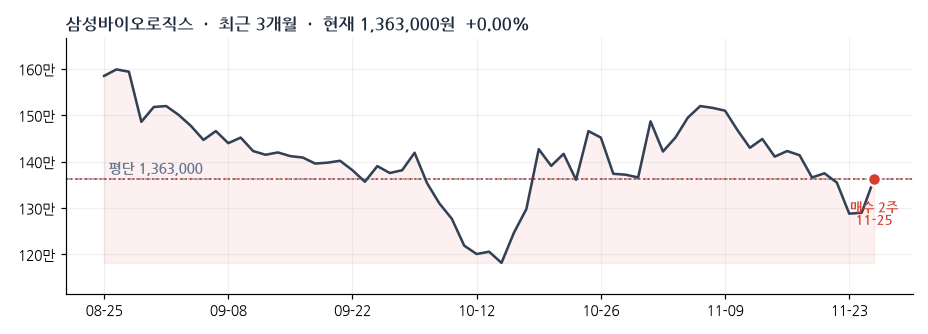 삼성바이오로직스 · 최근 3개월 · 현재 1,363,000원 +0.00%
160만
150만
140만
130만
120만
평단 1,363,000
매수 2주
11-25
08-25 09-08 09-22 10-12 10-26 11-09 11-23